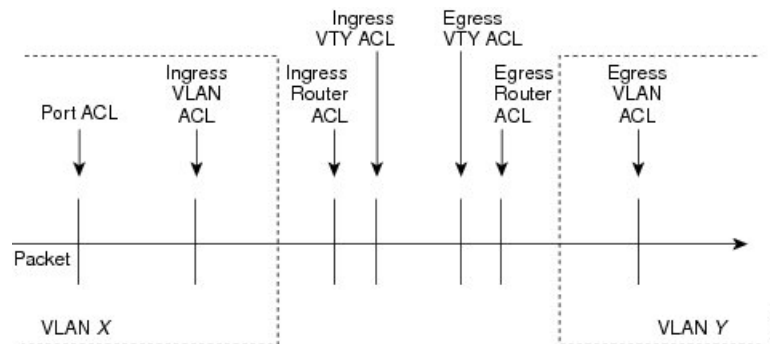 Ingress
VTY ACL
Egress
VTY ACL
Port ACL
Ingress
VLAN
ACL
Ingress
Router
ACL
Egress
Router
ACL
Egress
VLAN
ACL
Packet
VLAN X
VLAN Y